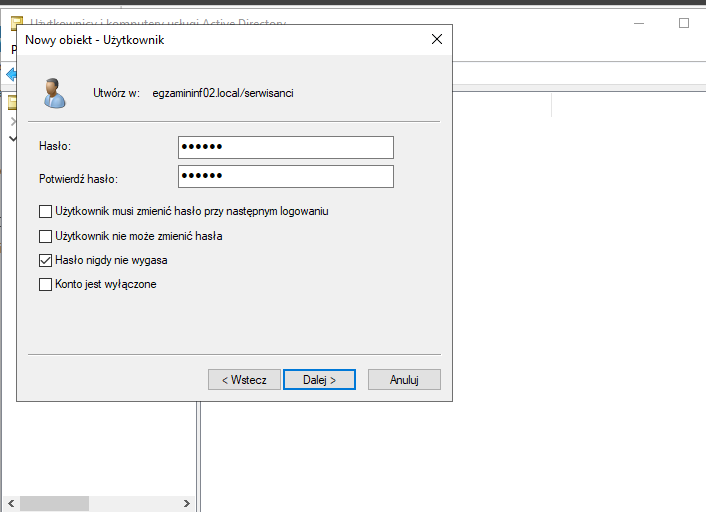 Użytkownicy i komputery usługi Active Directory
Nowy obiekt - Użytkownik
P
Utwórz w: egzamininf02.local/serwisanci
Hasło: ••••••
Potwierdź hasło: ••••••
Użytkownik musi zmienić hasło przy następnym logowaniu
Użytkownik nie może zmienić hasła
Hasło nigdy nie wygasa
Konto jest wyłączone
< Wstecz
Dalej >
Anuluj